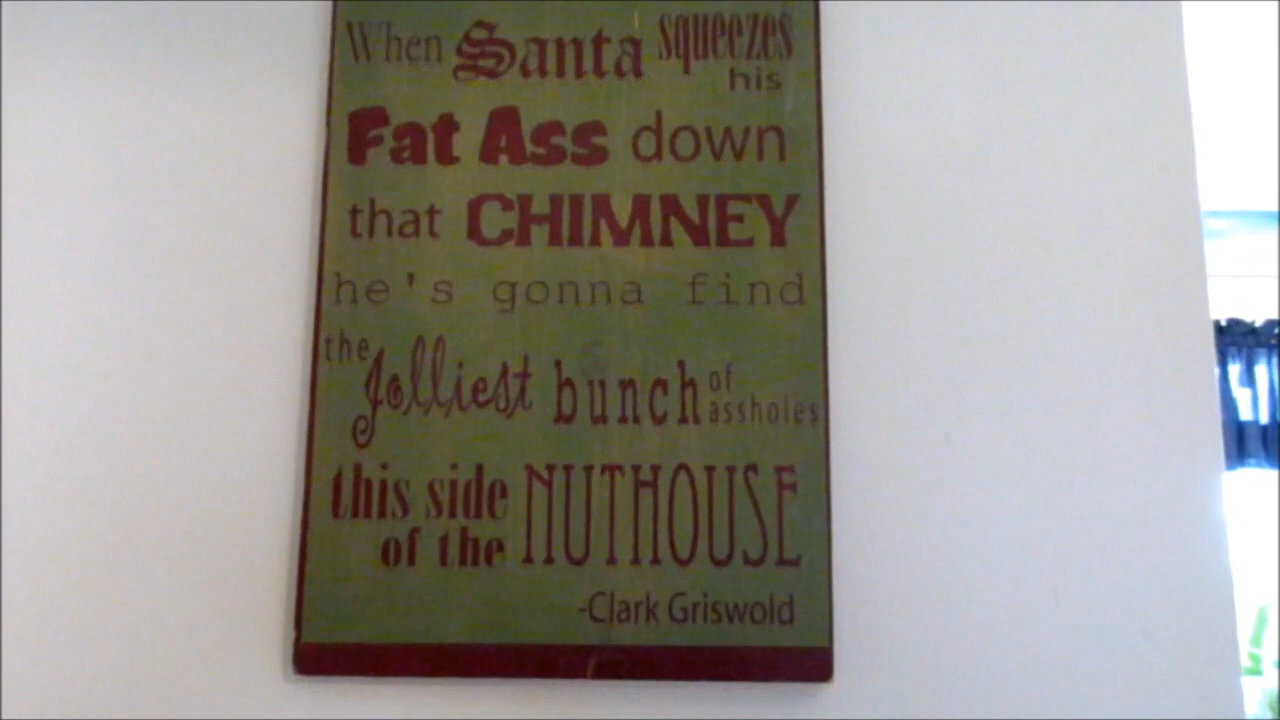 When Santa squeezes
his
Fat Ass down
that CHIMNEY
he's gonna find
the Jolliest bunch of
assholes
this side
of the NUTHOUSE
-Clark Griswold